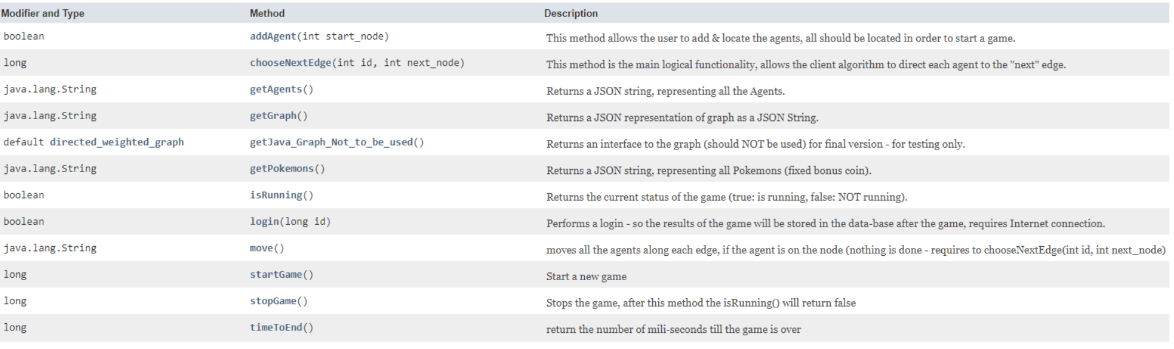 Modifier and Type Method Description
boolean addAgent(int start_node) This method allows the user to add & locate the agents, all should be located in order to start a game.
long chooseNextEdge(int id, int next_node) This method is the main logical functionality, allows the client algorithm to direct each agent to the "next" edge.
java.lang.String getAgents() Returns a JSON string, representing all the Agents.
java.lang.String getGraph() Returns a JSON representation of graph as a JSON String.
default directed_weighted_graph getJava_Graph_Not_to_be_used() Returns an interface to the graph (should NOT be used) for final version - for testing only.
java.lang.String getPokemons() Returns a JSON string, representing all Pokemons (fixed bonus coin).
boolean isRunning() Returns the current status of the game (true: is running, false: NOT running).
boolean login(long id) Performs a login - so the results of the game will be stored in the data-base after the game, requires Internet connection.
java.lang.String move() moves all the agents along each edge, if the agent is on the node (nothing is done - requires to chooseNextEdge(int id, int next_node)
long startGame() Start a new game
long stopGame() Stops the game, after this method the isRunning() will return false
long timeToEnd() return the number of mili-seconds till the game is over